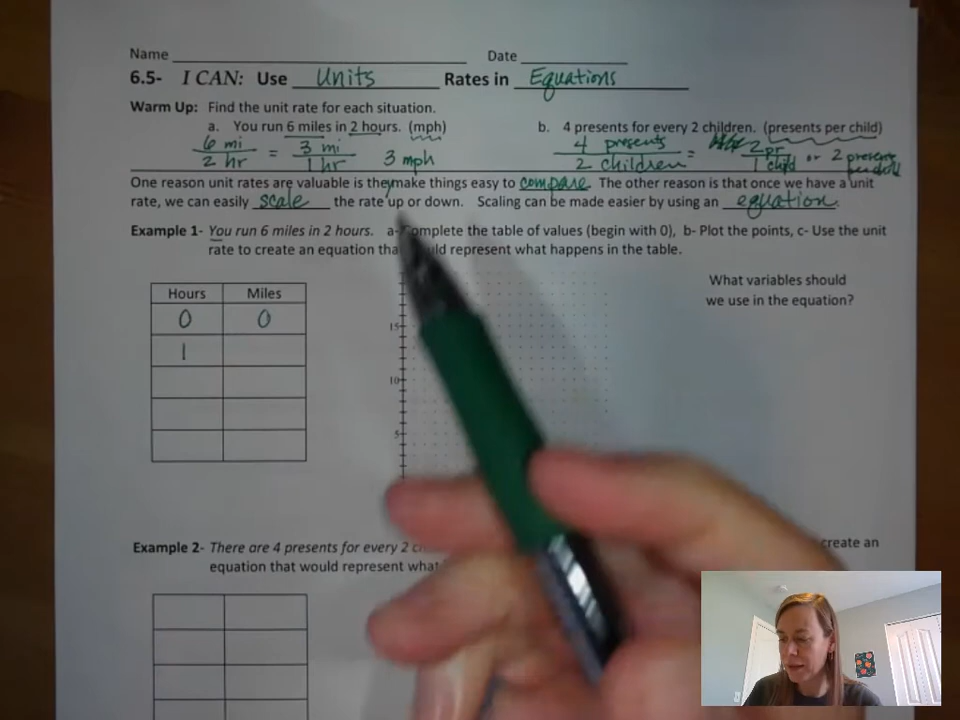 Name ____________ Date ____________
6.5- I CAN: Use Units Rates in Equations
Warm Up: Find the unit rate for each situation.
a. You run 6 miles in 2 hours. (mph) b. 4 presents for every 2 children. (presents per child)
6 mi / 2 hr = 3 mi / 1 hr 3 mph
4 presents / 2 children = 2 pr / 1 child or 2 presents per child
One reason unit rates are valuable is they make things easy to compare. The other reason is that once we have a unit
rate, we can easily scale the rate up or down. Scaling can be made easier by using an equation.
Example 1- You run 6 miles in 2 hours. a- Complete the table of values (begin with 0), b- Plot the points, c- Use the unit
rate to create an equation that would represent what happens in the table.
What variables should
we use in the equation?
Hours Miles
0 0
1
15
10
5
Example 2- There are 4 presents for every 2 create an
equation that would represent what